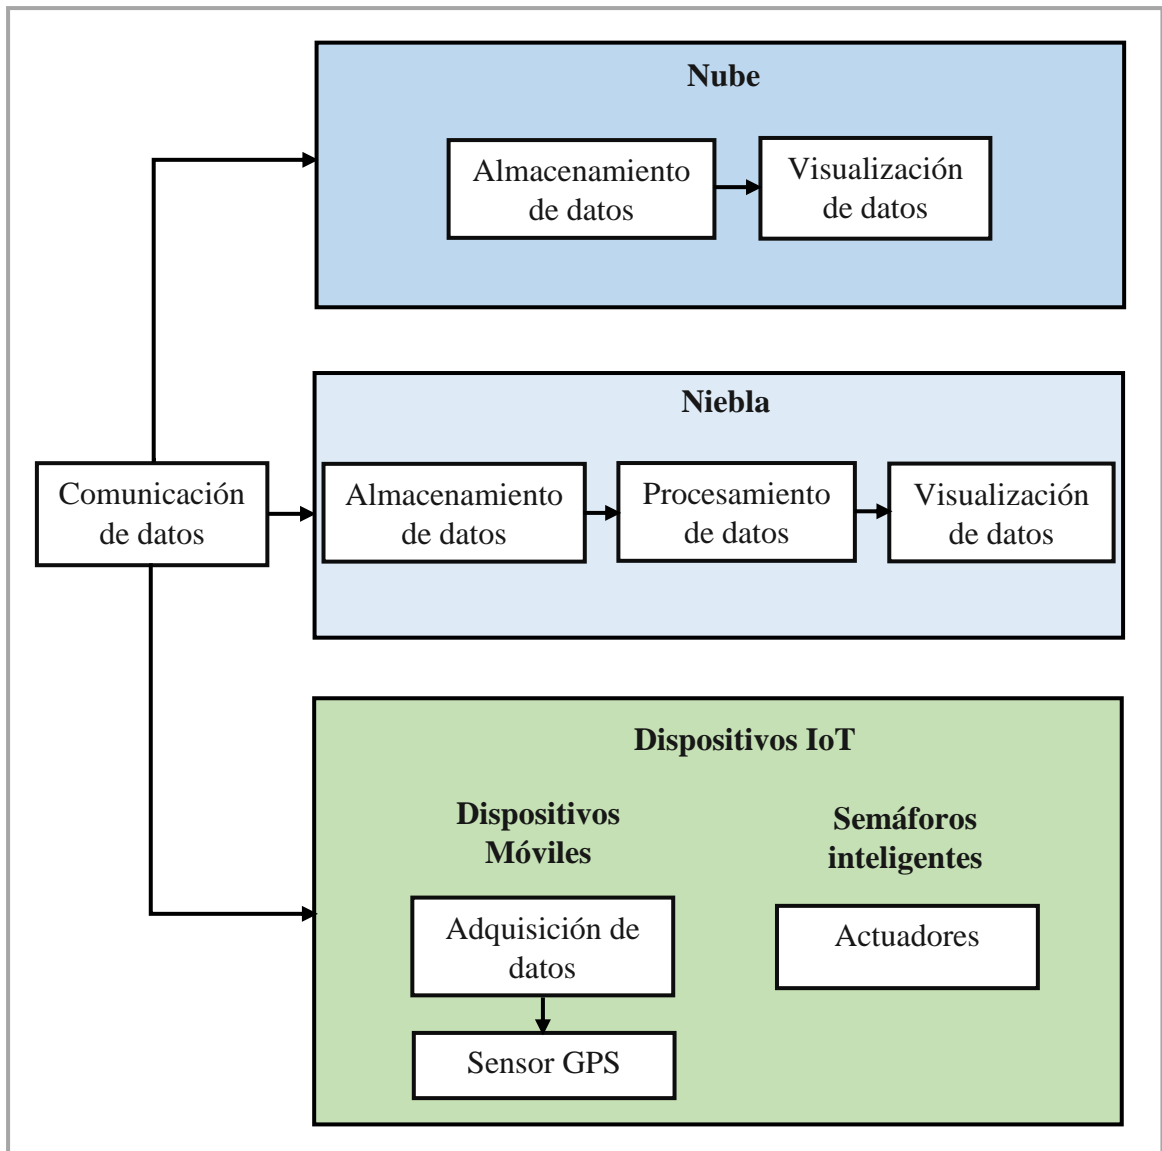 Nube
Almacenamiento
de datos
Visualización
de datos
Niebla
Comunicación
de datos
Almacenamiento
de datos
Procesamiento
de datos
Visualización
de datos
Dispositivos IoT
Dispositivos
Móviles
Semáforos
inteligentes
Adquisición de
datos
Actuadores
Sensor GPS